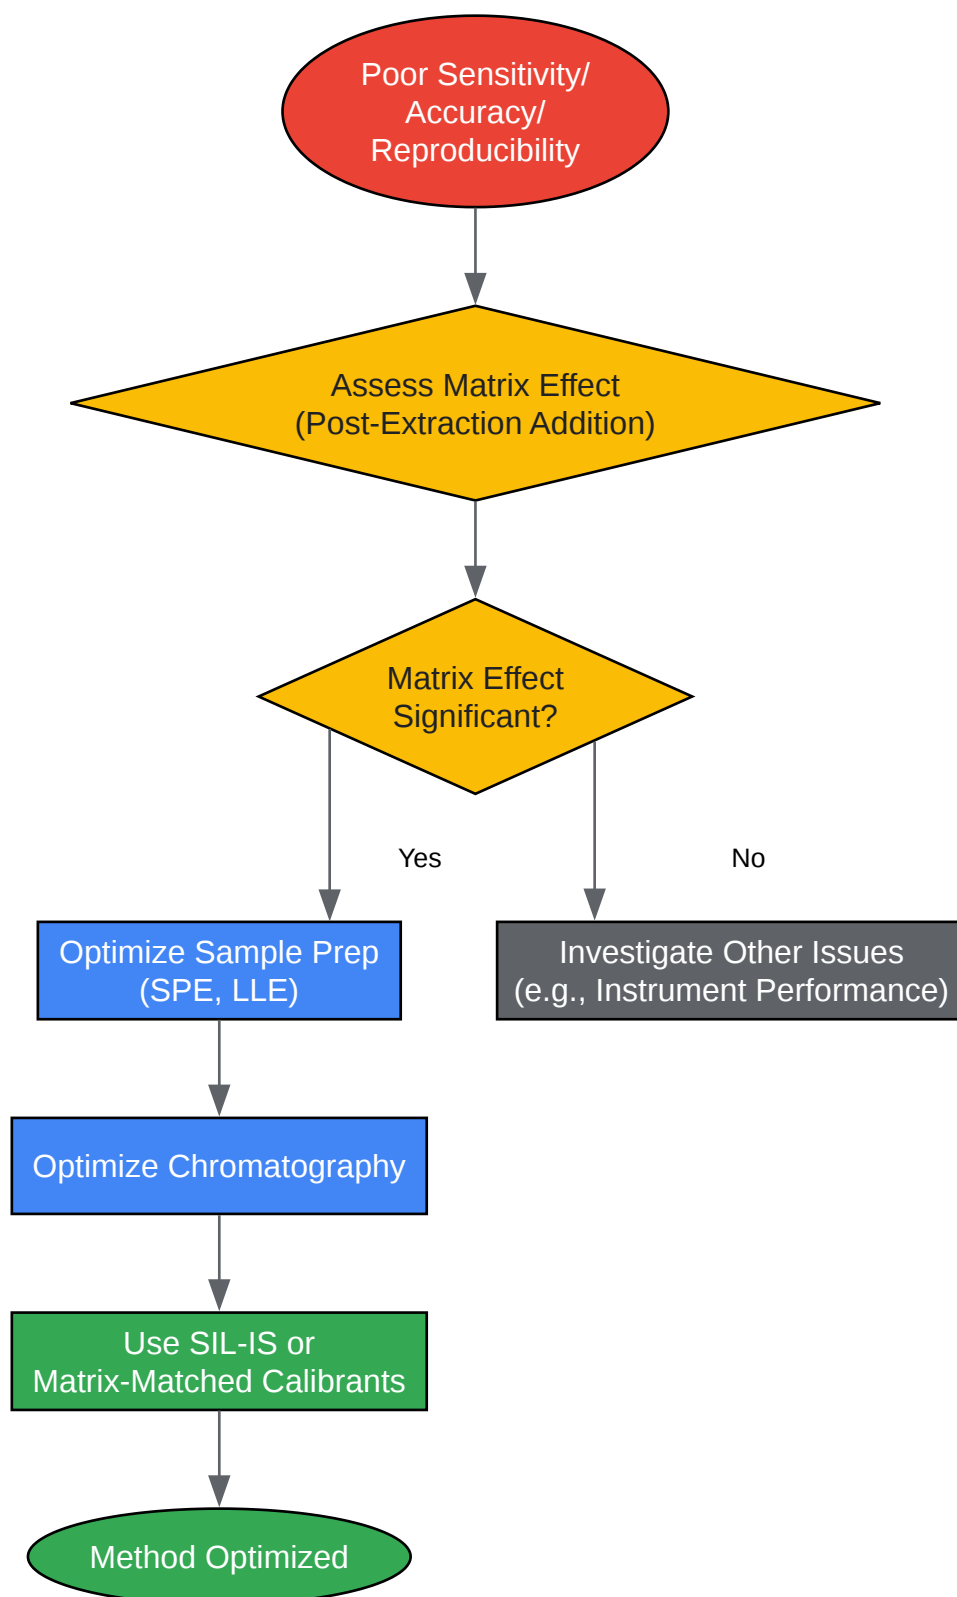 Poor Sensitivity/
Accuracy/
Reproducibility
Assess Matrix Effect
(Post-Extraction Addition)
Matrix Effect
Significant?
Yes
No
Optimize Sample Prep
(SPE, LLE)
Investigate Other Issues
(e.g., Instrument Performance)
Optimize Chromatography
Use SIL-IS or
Matrix-Matched Calibrants
Method Optimized